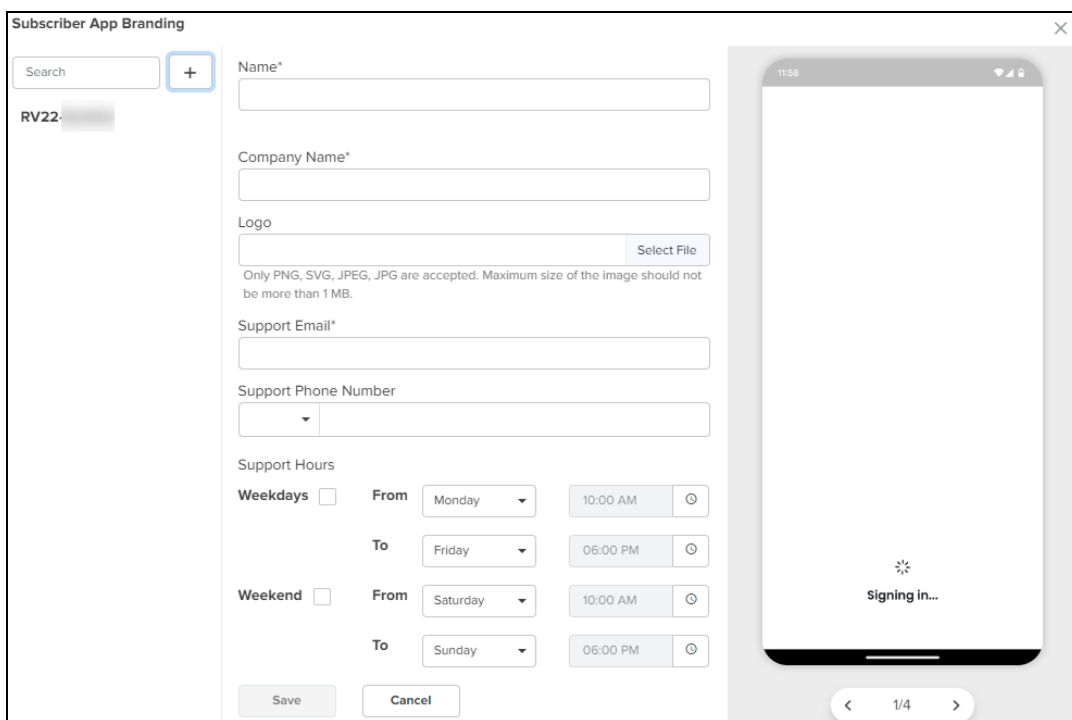 Subscriber App Branding
Search
+
RV22-
Name*
Company Name*
Logo
Select File
Only PNG, SVG, JPEG, JPG are accepted. Maximum size of the image should not
be more than 1 MB.
Support Email*
Support Phone Number
Support Hours
Weekdays From Monday 10:00 AM
To Friday 06:00 PM
Weekend From Saturday 10:00 AM
To Sunday 06:00 PM
Save Cancel
11:58
Signing in...
1/4